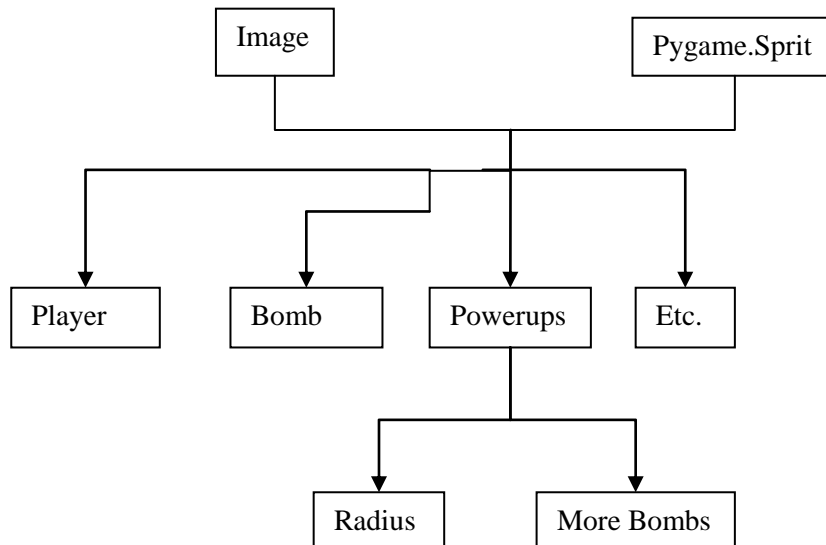 Image
Pygame.Sprit
Player
Bomb
Powerups
Etc.
Radius
More Bombs